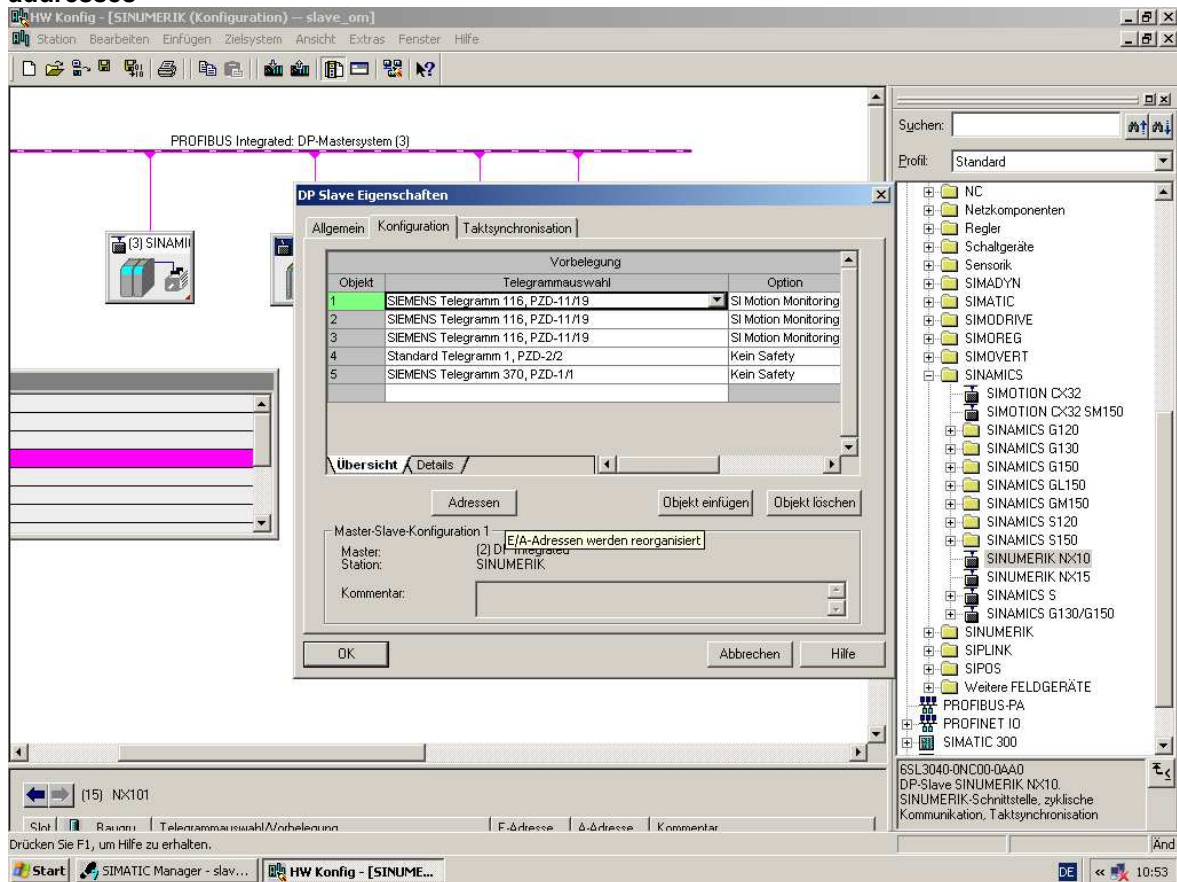 addresses
HW Konfig - [SINUMERIK (Konfiguration) -- slave_om]
Station Bearbeiten Einfügen Zielsystem Ansicht Extras Fenster Hilfe
PROFIBUS Integrated: DP-Mastersystem (3)
(3) SINAMI
DP Slave Eigenschaften
Allgemein Konfiguration Taktsynchronisation
Vorbelegung
Objekt Telegrammauswahl Option
1 SIEMENS Telegramm 116, PZD-11/19 SI Motion Monitoring
2 SIEMENS Telegramm 116, PZD-11/19 SI Motion Monitoring
3 SIEMENS Telegramm 116, PZD-11/19 SI Motion Monitoring
4 Standard Telegramm 1, PZD-2/2 Kein Safety
5 SIEMENS Telegramm 370, PZD-1/1 Kein Safety
Übersicht Details
Adressen Objekt einfügen Objekt löschen
Master-Slave-Konfiguration 1
E/A-Adressen werden reorganisiert
Master: (2) DP Integrated
Station: SINUMERIK
Kommentar:
OK Abbrechen Hilfe
Suchen:
Profil: Standard
NC
Netzkomponenten
Regler
Schaltgeräte
Sensorik
SIMADYN
SIMATIC
SIMODRIVE
SIMOREG
SIMOVERT
SINAMICS
SIMOTION CX32
SIMOTION CX32 SM150
SINAMICS G120
SINAMICS G130
SINAMICS G150
SINAMICS GL150
SINAMICS GM150
SINAMICS S120
SINAMICS S150
SINUMERIK NX10
SINUMERIK NX15
SINAMICS S
SINAMICS G130/G150
SINUMERIK
SIPLINK
SIPOS
Weitere FELDGERÄTE
PROFIBUS-PA
PROFINET IO
SIMATIC 300
6SL3040-0NC00-0AA0
DP-Slave SINUMERIK NX10.
SINUMERIK-Schnittstelle, zyklische
Kommunikation, Taktsynchronisation
(15) NX101
Slot Baugru Telegrammauswahl/Vorbelegung E-Adresse A-Adresse Kommentar
Drücken Sie F1, um Hilfe zu erhalten. Änd
Start SIMATIC Manager - slav... HW Konfig - [SINUME... DE 10:53